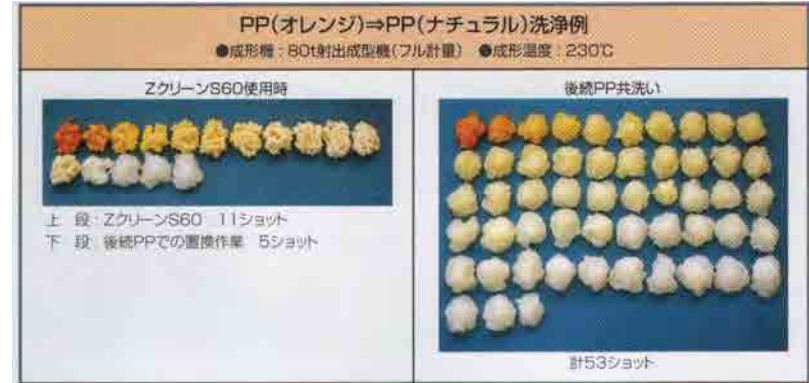 PP(オレンジ)⇒PP(ナチュラル)洗浄例
●成形機：80t射出成型機(フル計量) ●成形温度：230℃
ZクリーンS60使用時
後続PP共洗い
上 段：ZクリーンS60 11ショット
下 段：後続PPでの置換作業 5ショット
計53ショット